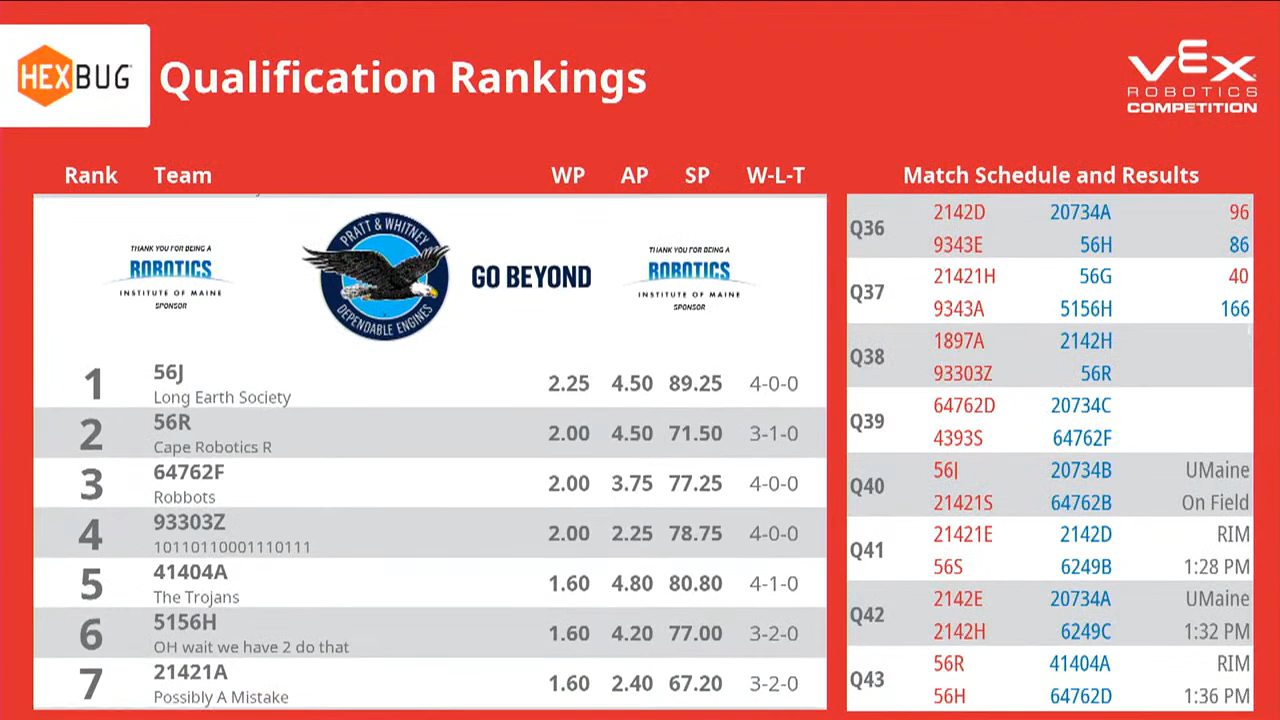 HEXBUG
Qualification Rankings
VEX
ROBOTICS
COMPETITION
Rank Team WP AP SP W-L-T
THANK YOU FOR BEING A
ROBOTICS
INSTITUTE OF MAINE
SPONSOR
PRATT & WHITNEY
DEPENDABLE ENGINES
GO BEYOND
THANK YOU FOR BEING A
ROBOTICS
INSTITUTE OF MAINE
SPONSOR
1 56J 2.25 4.50 89.25 4-0-0
Long Earth Society
2 56R 2.00 4.50 71.50 3-1-0
Cape Robotics R
3 64762F 2.00 3.75 77.25 4-0-0
Robbots
4 93303Z 2.00 2.25 78.75 4-0-0
10110110001110111
5 41404A 1.60 4.80 80.80 4-1-0
The Trojans
6 5156H 1.60 4.20 77.00 3-2-0
OH wait we have 2 do that
7 21421A 1.60 2.40 67.20 3-2-0
Possibly A Mistake
Match Schedule and Results
Q36 2142D 20734A 96
9343E 56H 86
Q37 21421H 56G 40
9343A 5156H 166
Q38 1897A 2142H
93303Z 56R
Q39 64762D 20734C
4393S 64762F
Q40 56J 20734B UMaine
21421S 64762B On Field
Q41 21421E 2142D RIM
56S 6249B 1:28 PM
Q42 2142E 20734A UMaine
2142H 6249C 1:32 PM
Q43 56R 41404A RIM
56H 64762D 1:36 PM